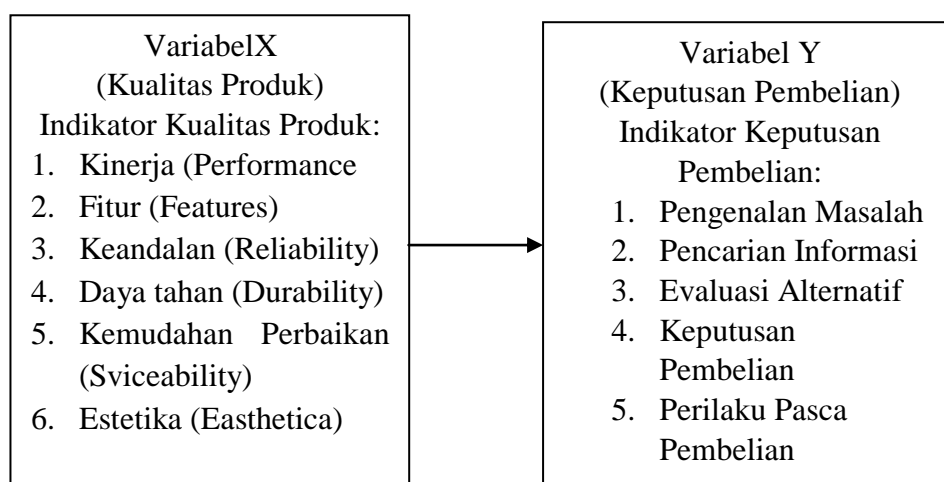 VariabelX
(Kualitas Produk)
Indikator Kualitas Produk:
1. Kinerja (Performance
2. Fitur (Features)
3. Keandalan (Reliability)
4. Daya tahan (Durability)
5. Kemudahan Perbaikan
(Sviceability)
6. Estetika (Easthetica)
Variabel Y
(Keputusan Pembelian)
Indikator Keputusan
Pembelian:
1. Pengenalan Masalah
2. Pencarian Informasi
3. Evaluasi Alternatif
4. Keputusan
Pembelian
5. Perilaku Pasca
Pembelian